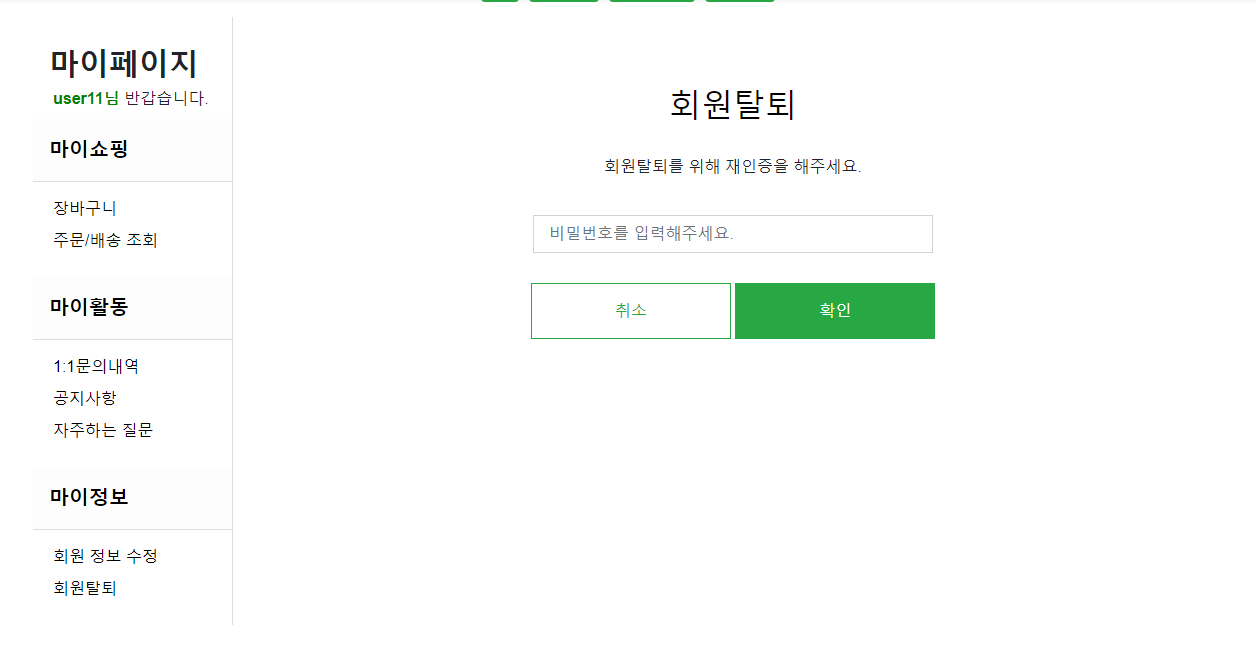 마이페이지
user11님 반갑습니다.
마이쇼핑
장바구니
주문/배송 조회
마이활동
1:1문의내역
공지사항
자주하는 질문
마이정보
회원 정보 수정
회원탈퇴
회원탈퇴
회원탈퇴를 위해 재인증을 해주세요.
비밀번호를 입력해주세요.
취소
확인